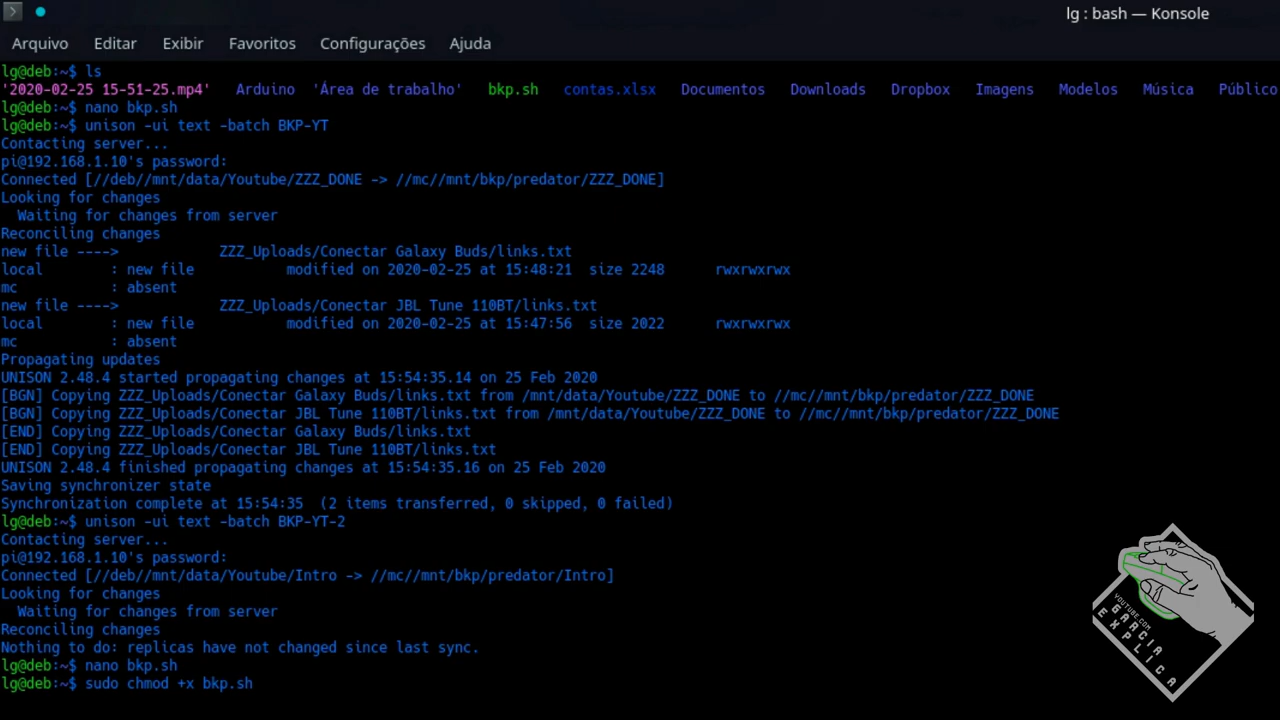 lg : bash — Konsole
Arquivo Editar Exibir Favoritos Configurações Ajuda
lg@deb:~$ ls
'2020-02-25 15-51-25.mp4' Arduino 'Área de trabalho' bkp.sh contas.xlsx Documentos Downloads Dropbox Imagens Modelos Música Público
lg@deb:~$ nano bkp.sh
lg@deb:~$ unison -ui text -batch BKP-YT
Contacting server...
pi@192.168.1.10's password:
Connected [//deb//mnt/data/Youtube/ZZZ_DONE -> //mc//mnt/bkp/predator/ZZZ_DONE]
Looking for changes
Waiting for changes from server
Reconciling changes
new file ----> ZZZ_Uploads/Conectar Galaxy Buds/links.txt
local : new file modified on 2020-02-25 at 15:48:21 size 2248 rwxrwxrwx
mc : absent
new file ----> ZZZ_Uploads/Conectar JBL Tune 110BT/links.txt
local : new file modified on 2020-02-25 at 15:47:56 size 2022 rwxrwxrwx
mc : absent
Propagating updates
UNISON 2.48.4 started propagating changes at 15:54:35.14 on 25 Feb 2020
[BGN] Copying ZZZ_Uploads/Conectar Galaxy Buds/links.txt from /mnt/data/Youtube/ZZZ_DONE to //mc//mnt/bkp/predator/ZZZ_DONE
[BGN] Copying ZZZ_Uploads/Conectar JBL Tune 110BT/links.txt from /mnt/data/Youtube/ZZZ_DONE to //mc//mnt/bkp/predator/ZZZ_DONE
[END] Copying ZZZ_Uploads/Conectar Galaxy Buds/links.txt
[END] Copying ZZZ_Uploads/Conectar JBL Tune 110BT/links.txt
UNISON 2.48.4 finished propagating changes at 15:54:35.16 on 25 Feb 2020
Saving synchronizer state
Synchronization complete at 15:54:35 (2 items transferred, 0 skipped, 0 failed)
lg@deb:~$ unison -ui text -batch BKP-YT-2
Contacting server...
pi@192.168.1.10's password:
Connected [//deb//mnt/data/Youtube/Intro -> //mc//mnt/bkp/predator/Intro]
Looking for changes
Waiting for changes from server
Reconciling changes
Nothing to do: replicas have not changed since last sync.
lg@deb:~$ nano bkp.sh
lg@deb:~$ sudo chmod +x bkp.sh
YOUTUBE.COM
GARCIA
EXPLICA